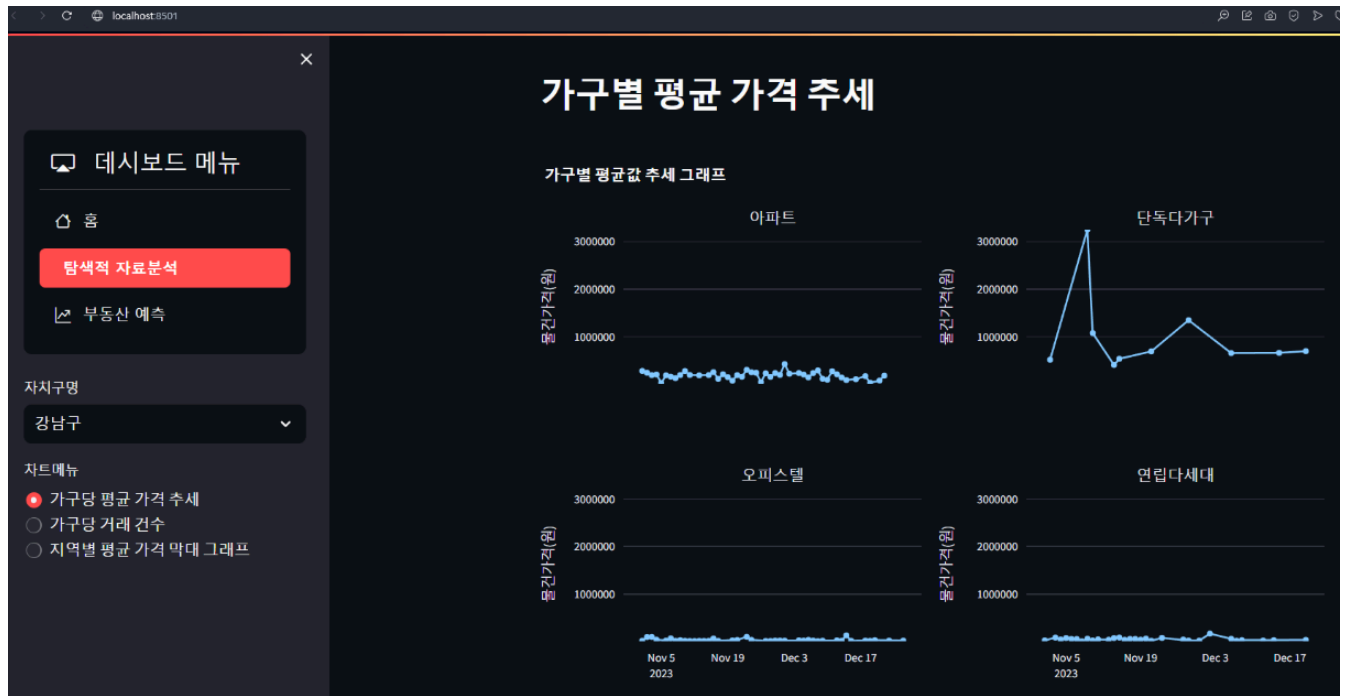 localhost:8501
데시보드 메뉴
홈
탐색적 자료분석
부동산 예측
자치구명
강남구
차트메뉴
가구당 평균 가격 추세
가구당 거래 건수
지역별 평균 가격 막대 그래프
가구별 평균 가격 추세
가구별 평균값 추세 그래프
아파트
물건가격(원)
3000000
2000000
1000000
단독다가구
물건가격(원)
3000000
2000000
1000000
오피스텔
물건가격(원)
3000000
2000000
1000000
Nov 5 Nov 19 Dec 3 Dec 17
2023
연립다세대
물건가격(원)
3000000
2000000
1000000
Nov 5 Nov 19 Dec 3 Dec 17
2023